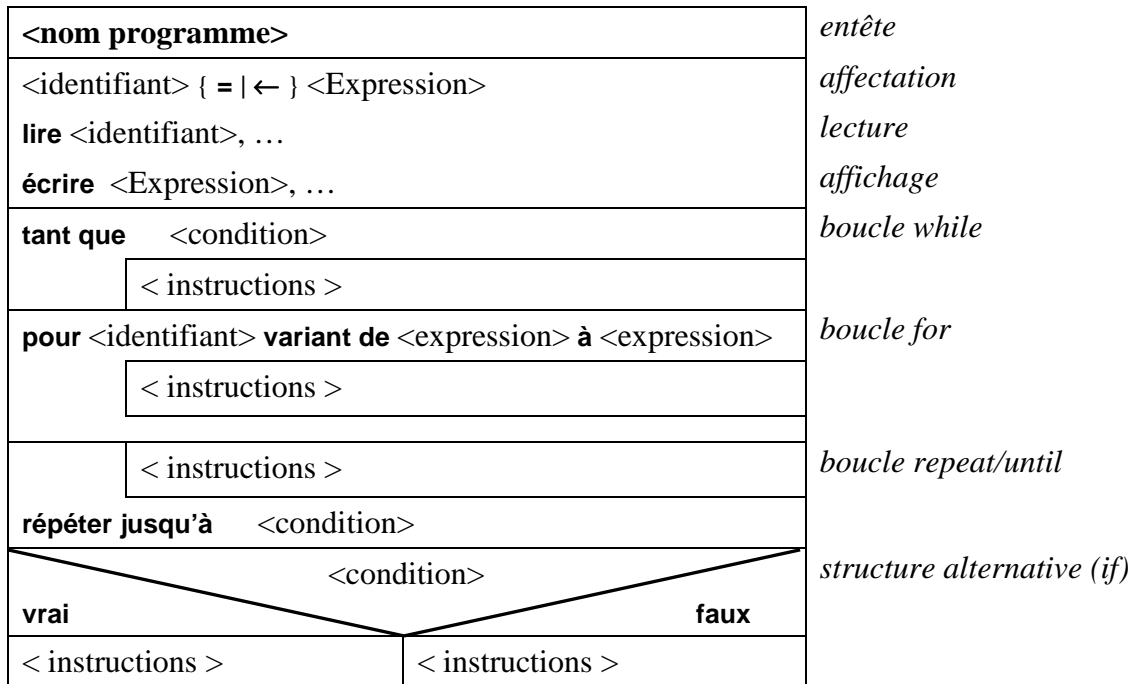 <nom programme> entête
<identifiant> { = | ← } <Expression> affectation
lire <identifiant>, … lecture
écrire <Expression>, … affichage
tant que <condition> boucle while
< instructions >
pour <identifiant> variant de <expression> à <expression> boucle for
< instructions >
< instructions > boucle repeat/until
répéter jusqu'à <condition>
<condition> structure alternative (if)
vrai faux
< instructions > < instructions >